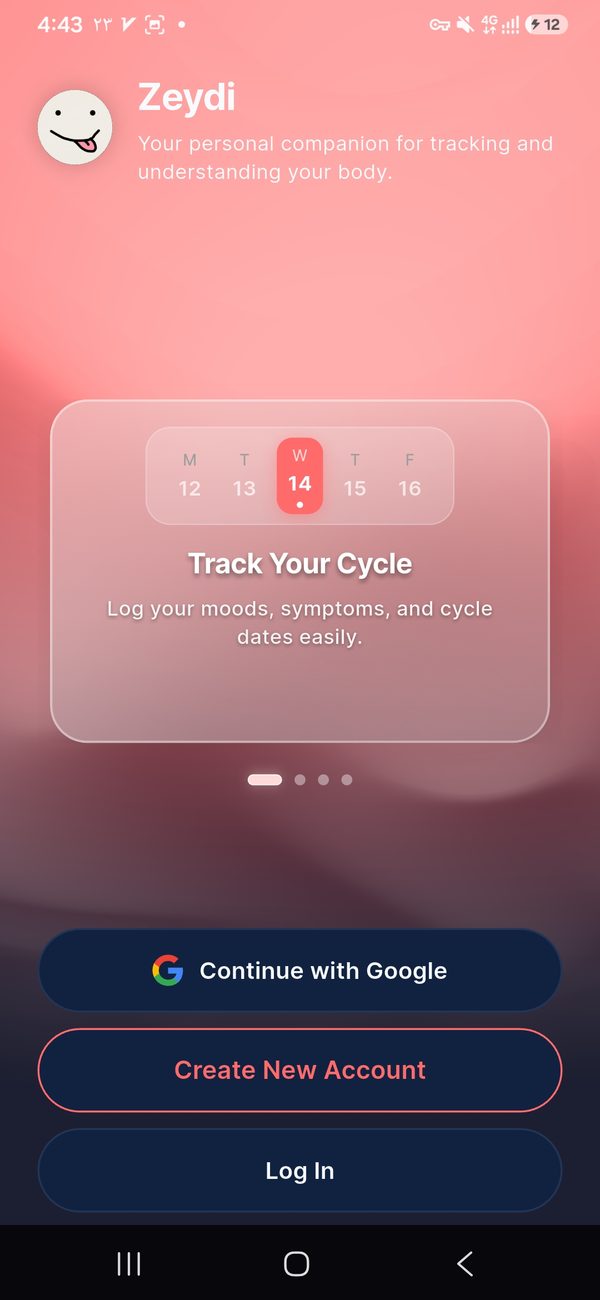 4:43 ٢٣ 4G 12
Zeydi
Your personal companion for tracking and
understanding your body.
M T W T F
12 13 14 15 16
Track Your Cycle
Log your moods, symptoms, and cycle
dates easily.
Continue with Google
Create New Account
Log In